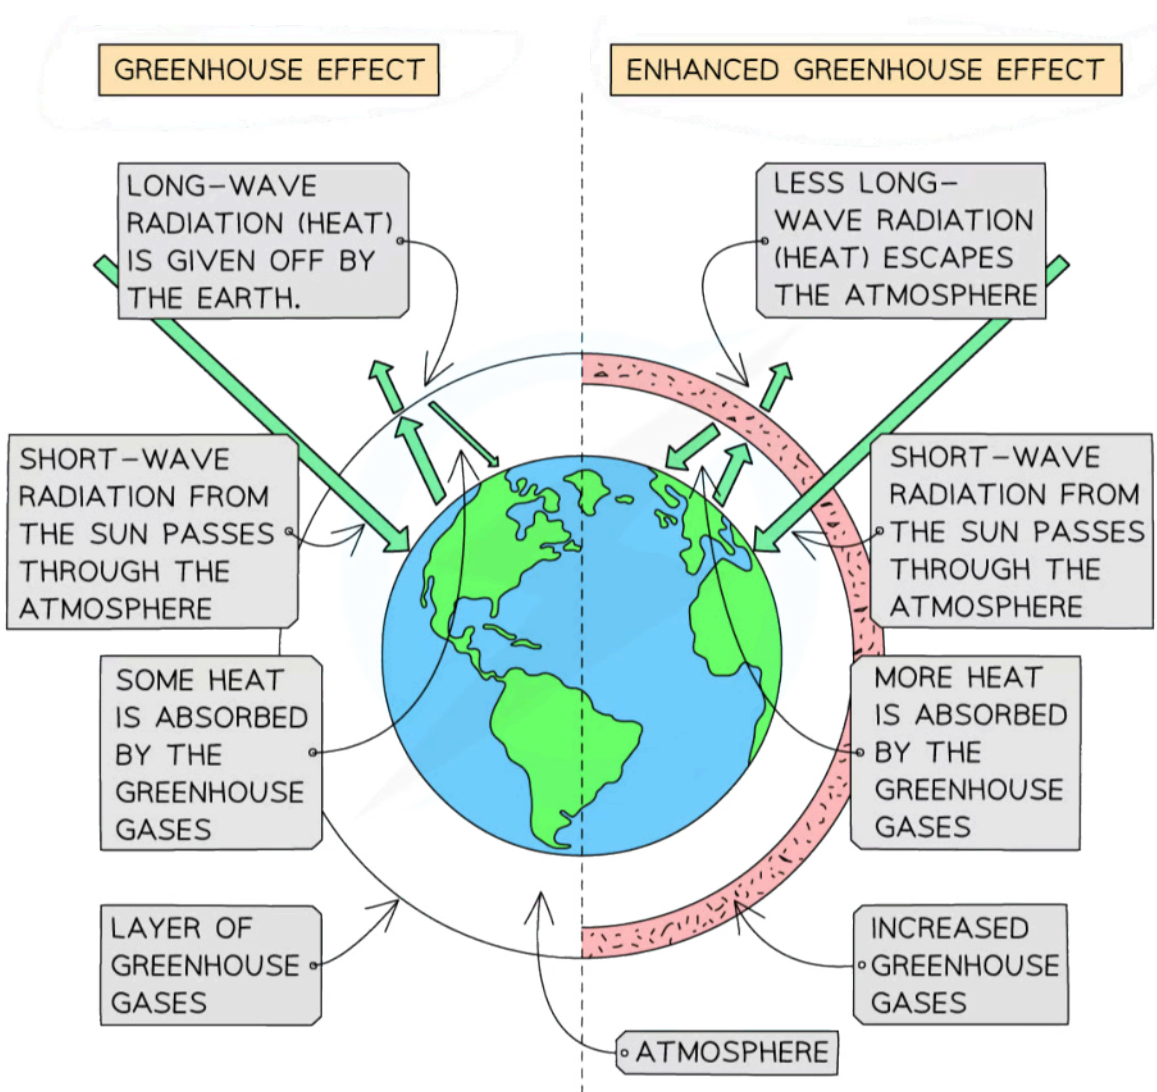 GREENHOUSE EFFECT
LONG-WAVE
RADIATION (HEAT)
IS GIVEN OFF BY
THE EARTH.
SHORT-WAVE
RADIATION FROM
THE SUN PASSES
THROUGH THE
ATMOSPHERE
SOME HEAT
IS ABSORBED
BY THE
GREENHOUSE
GASES
LAYER OF
GREENHOUSE
GASES
ENHANCED GREENHOUSE EFFECT
LESS LONG-
WAVE RADIATION
(HEAT) ESCAPES
THE ATMOSPHERE
SHORT-WAVE
RADIATION FROM
THE SUN PASSES
THROUGH THE
ATMOSPHERE
MORE HEAT
IS ABSORBED
BY THE
GREENHOUSE
GASES
INCREASED
GREENHOUSE
GASES
ATMOSPHERE